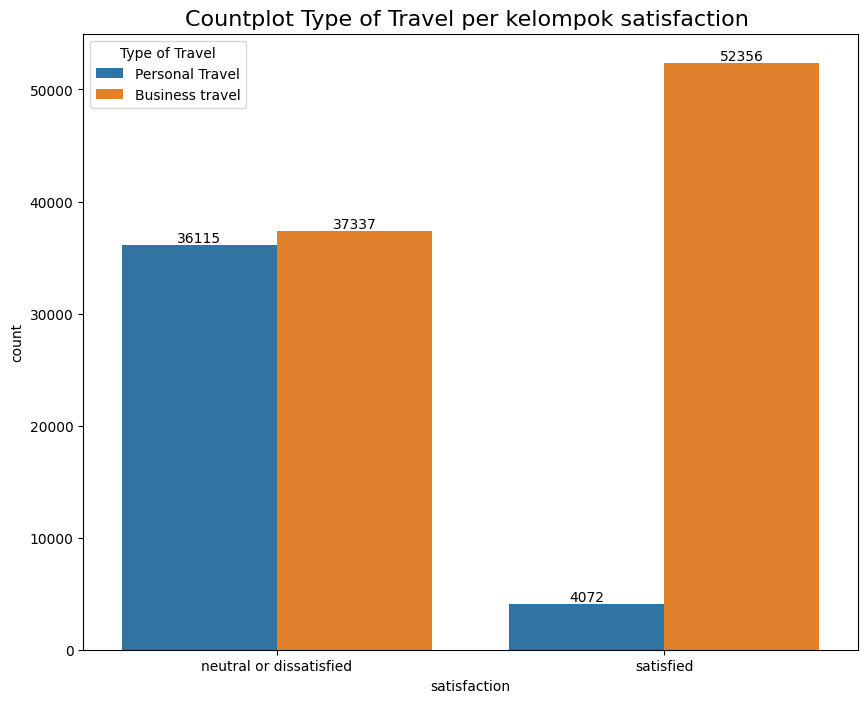 Countplot Type of Travel per kelompok satisfaction
Type of Travel
Personal Travel
Business travel
52356
50000
40000
37337
36115
30000
count
20000
10000
4072
0
neutral or dissatisfied
satisfied
satisfaction